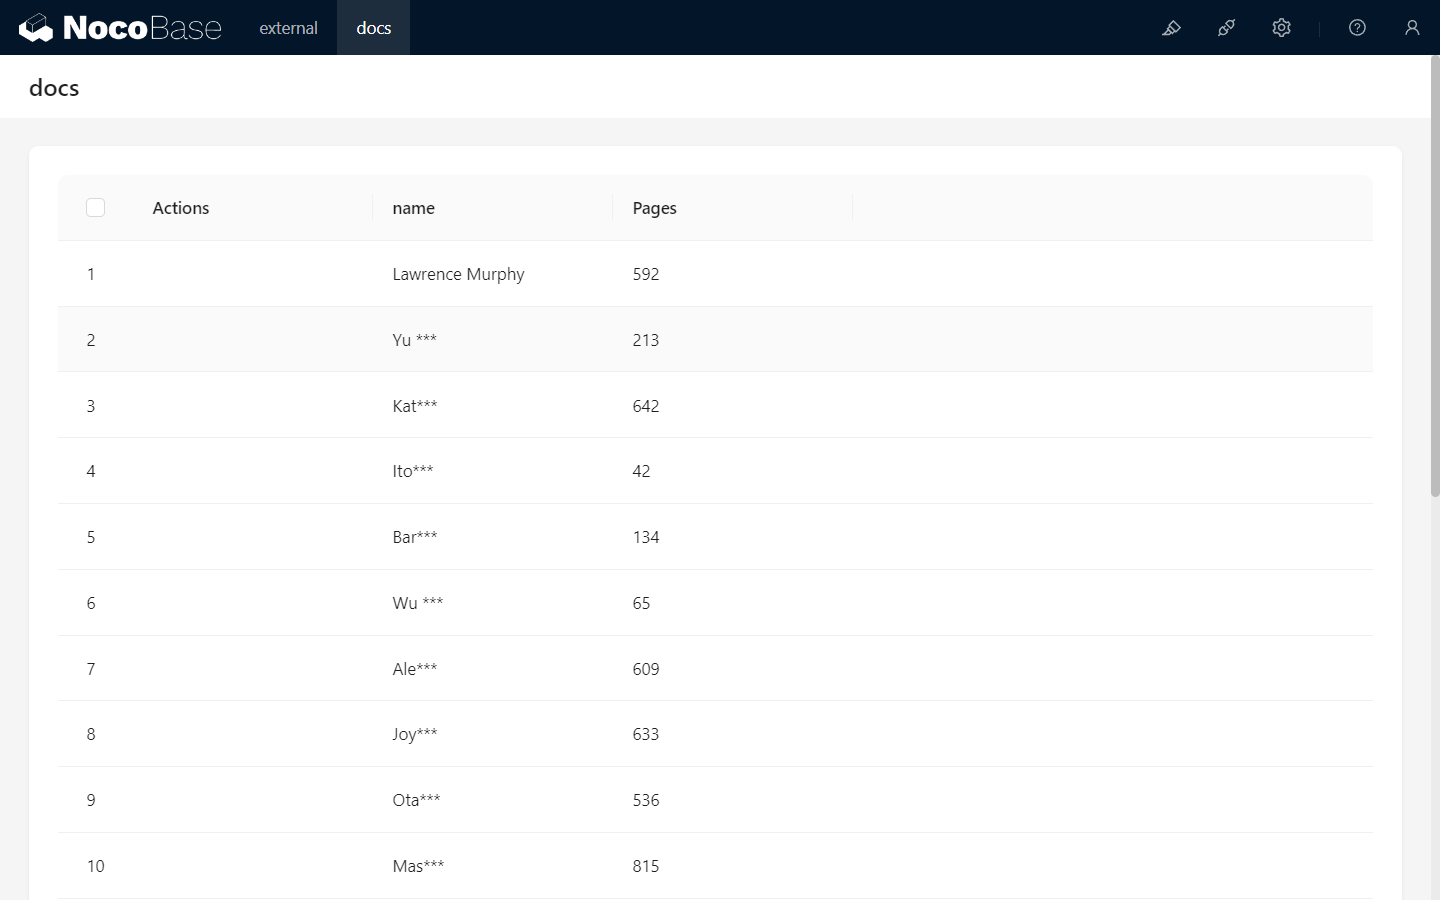 NocoBase external docs
docs
Actions name Pages
1 Lawrence Murphy 592
2 Yu *** 213
3 Kat*** 642
4 Ito*** 42
5 Bar*** 134
6 Wu *** 65
7 Ale*** 609
8 Joy*** 633
9 Ota*** 536
10 Mas*** 815